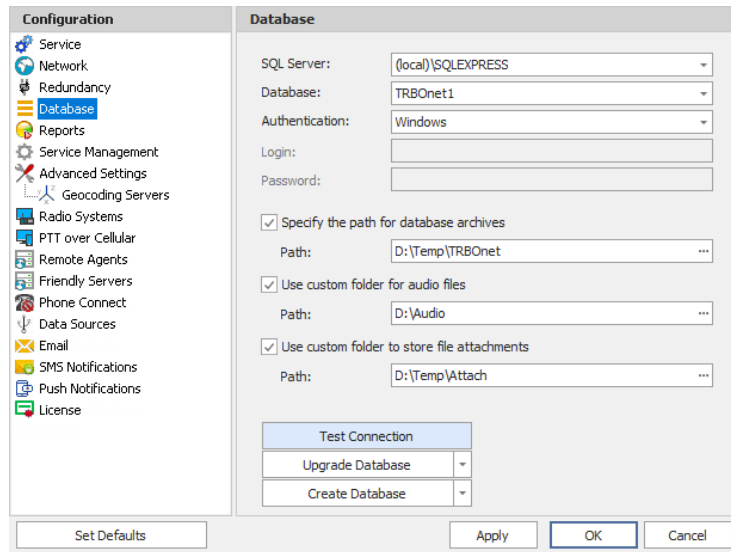 Configuration
Service
Network
Redundancy
Database
Reports
Service Management
Advanced Settings
Geocoding Servers
Radio Systems
PTT over Cellular
Remote Agents
Friendly Servers
Phone Connect
Data Sources
Email
SMS Notifications
Push Notifications
License
Set Defaults
Database
SQL Server: (local)\SQLEXPRESS
Database: TRBOnet1
Authentication: Windows
Login:
Password:
Specify the path for database archives
Path: D:\Temp\TRBOnet ...
Use custom folder for audio files
Path: D:\Audio ...
Use custom folder to store file attachments
Path: D:\Temp\Attach ...
Test Connection
Upgrade Database
Create Database
Apply OK Cancel